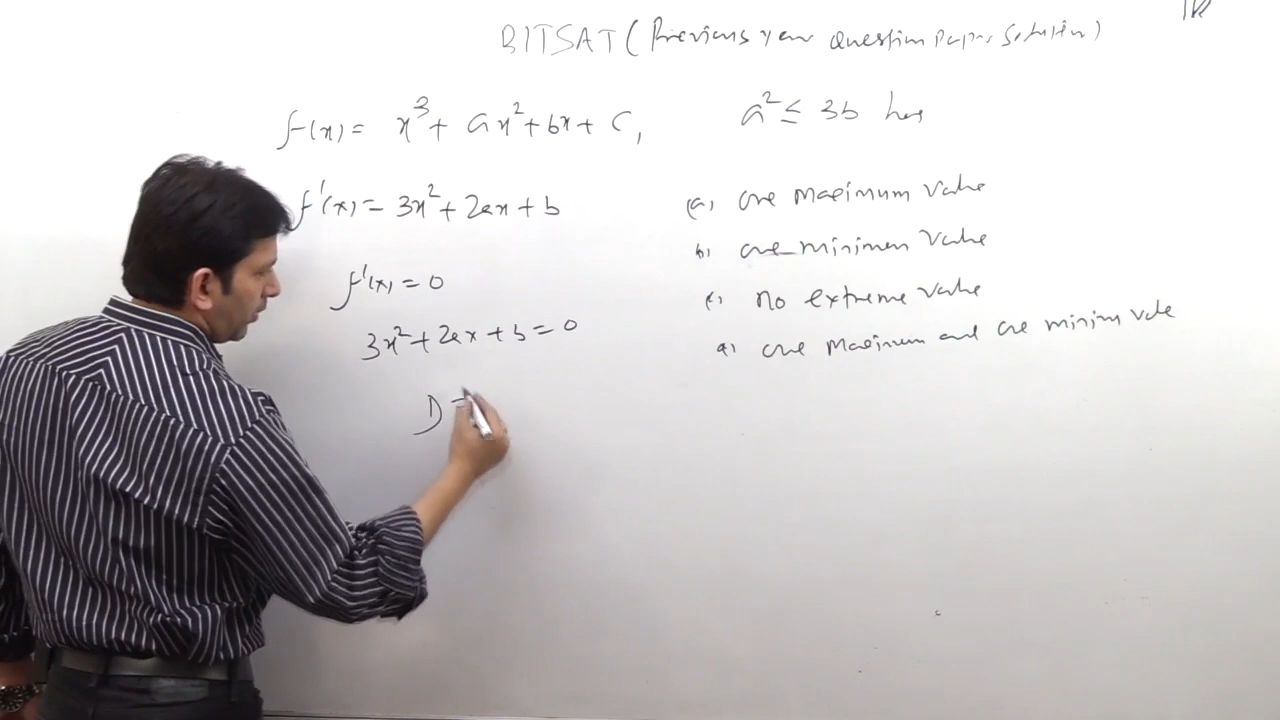 BITSAT (Previous year Question Paper Solution)
f(x) = x³ + ax² + bx + c, a² ≤ 3b has
f'(x) = 3x² + 2ax + b
(a) one maximum value
b) one minimum value
f'(x) = 0
(c) no extreme value
3x² + 2ax + b = 0
d) one maximum and one minimum value
D =